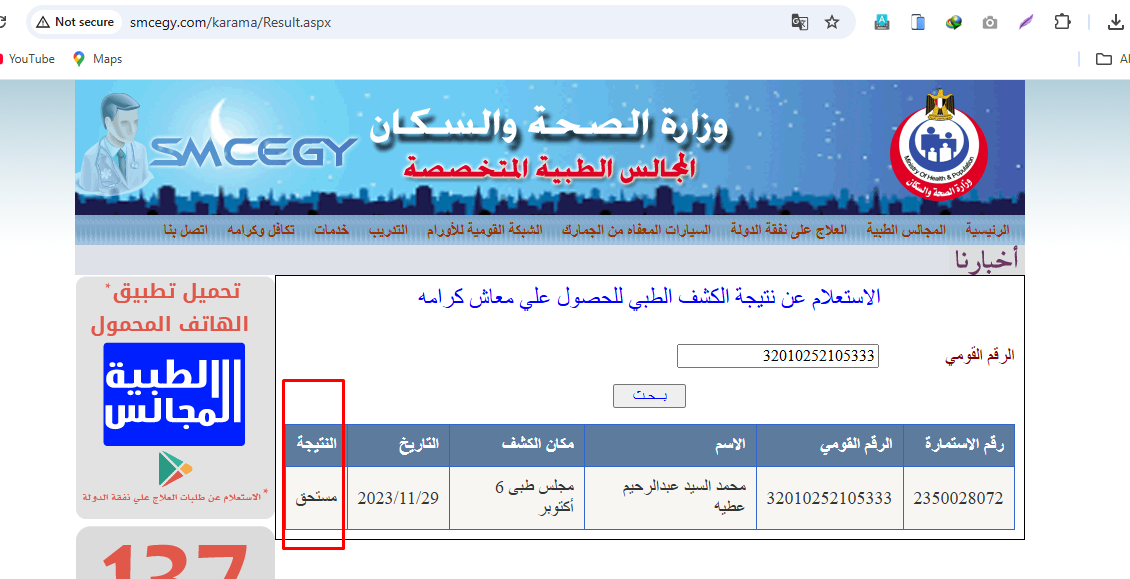 Not secure
smcegy.com/karama/Result.aspx
YouTube
Maps
SMCEGY
وزارة الصحة والسكان
المجالس الطبية المتخصصة
Ministry Of Health & Population
وزارة الصحة والسكان
الرئيسية المجالس الطبية العلاج على نفقة الدولة السيارات المعفاه من الجمارك الشبكة القومية للأورام التدريب خدمات تكافل وكرامه اتصل بنا
أخبارنا
تحميل تطبيق*
الهاتف المحمول
المجالس
الطبية
*الاستعلام عن طلبات العلاج علي نفقة الدولة
137
الاستعلام عن نتيجة الكشف الطبي للحصول علي معاش كرامه
الرقم القومي 32010252105333
بـحـث
رقم الاستمارة الرقم القومي الاسم مكان الكشف التاريخ النتيجة
2350028072 32010252105333 محمد السيد عبدالرحيم عطيه مجلس طبى 6 أكتوبر 2023/11/29 مستحق